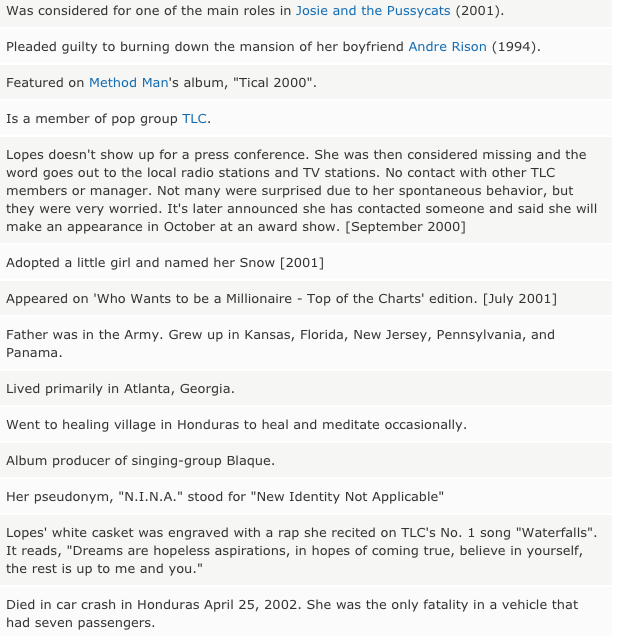 Was considered for one of the main roles in Josie and the Pussycats (2001).
Pleaded guilty to burning down the mansion of her boyfriend Andre Rison (1994).
Featured on Method Man's album, "Tical 2000".
Is a member of pop group TLC.
Lopes doesn't show up for a press conference. She was then considered missing and the
word goes out to the local radio stations and TV stations. No contact with other TLC
members or manager. Not many were surprised due to her spontaneous behavior, but
they were very worried. It's later announced she has contacted someone and said she will
make an appearance in October at an award show. [September 2000]
Adopted a little girl and named her Snow [2001]
Appeared on 'Who Wants to be a Millionaire - Top of the Charts' edition. [July 2001]
Father was in the Army. Grew up in Kansas, Florida, New Jersey, Pennsylvania, and
Panama.
Lived primarily in Atlanta, Georgia.
Went to healing village in Honduras to heal and meditate occasionally.
Album producer of singing-group Blaque.
Her pseudonym, "N.I.N.A." stood for "New Identity Not Applicable"
Lopes' white casket was engraved with a rap she recited on TLC's No. 1 song "Waterfalls".
It reads, "Dreams are hopeless aspirations, in hopes of coming true, believe in yourself,
the rest is up to me and you."
Died in car crash in Honduras April 25, 2002. She was the only fatality in a vehicle that
had seven passengers.